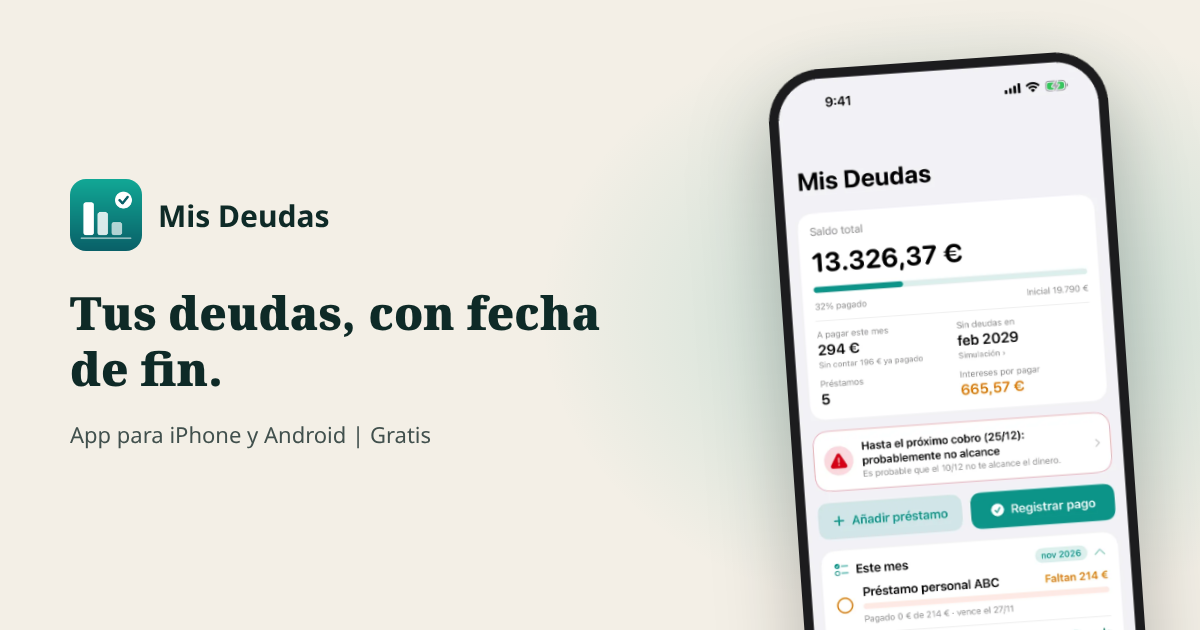 Mis Deudas
Tus deudas, con fecha
de fin.
App para iPhone y Android | Gratis
9:41
Mis Deudas
Saldo total
13.326,37 €
32% pagado
Inicial 19.790 €
A pagar este mes
294 €
Sin contar 196 € ya pagado
Sin deudas en
feb 2029
Simulación ›
Préstamos
5
Intereses por pagar
665,57 €
Hasta el próximo cobro (25/12):
probablemente no alcance
Es probable que el 10/12 no te alcance el dinero.
+ Añadir préstamo
Registrar pago
Este mes
nov 2026
Préstamo personal ABC
Faltan 214 €
Pagado 0 € de 214 € · vence el 27/11